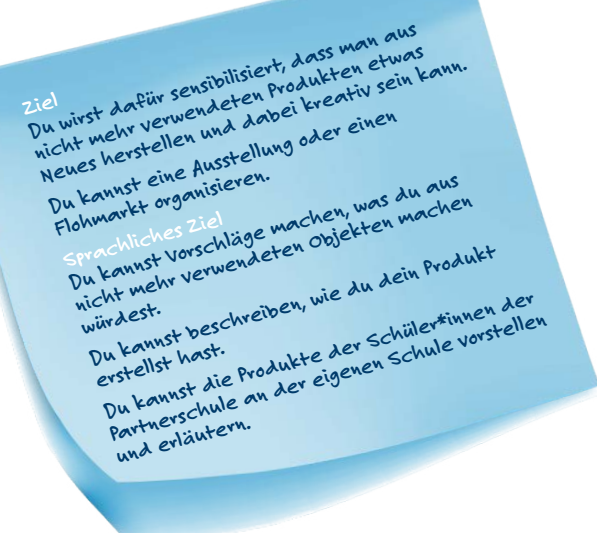 Ziel
Du wirst dafür sensibilisiert, dass man aus
nicht mehr verwendeten Produkten etwas
Neues herstellen und dabei kreativ sein kann.
Du kannst eine Ausstellung oder einen
Flohmarkt organisieren.
Sprachliches Ziel
Du kannst Vorschläge machen, was du aus
nicht mehr verwendeten Objekten machen
würdest.
Du kannst beschreiben, wie du dein Produkt
erstellst hast.
Du kannst die Produkte der Schüler*innen der
Partnerschule an der eigenen Schule vorstellen
und erläutern.